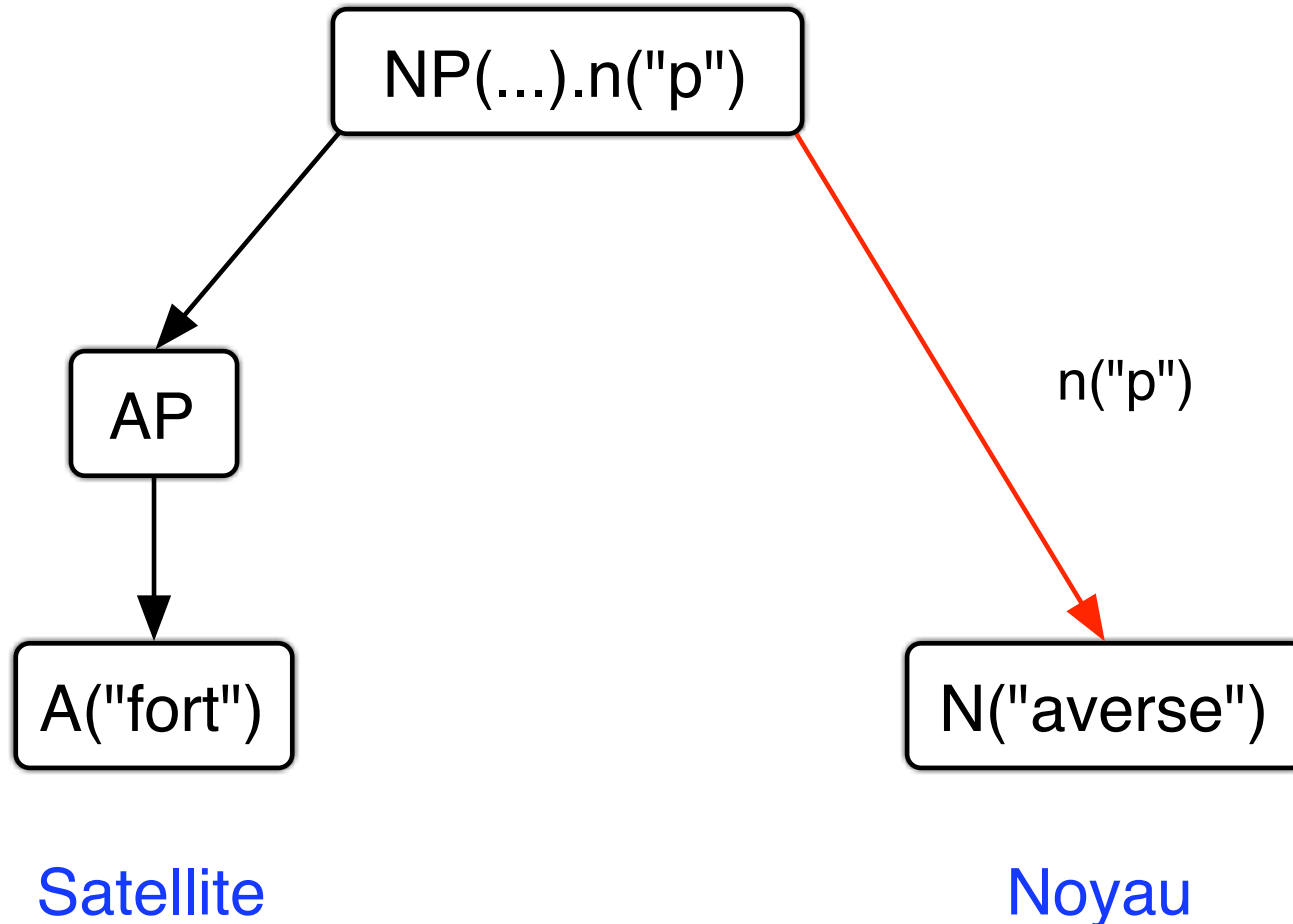 NP(...).n("p")
n("p")
AP
A("fort")
N("averse")
Satellite
Noyau